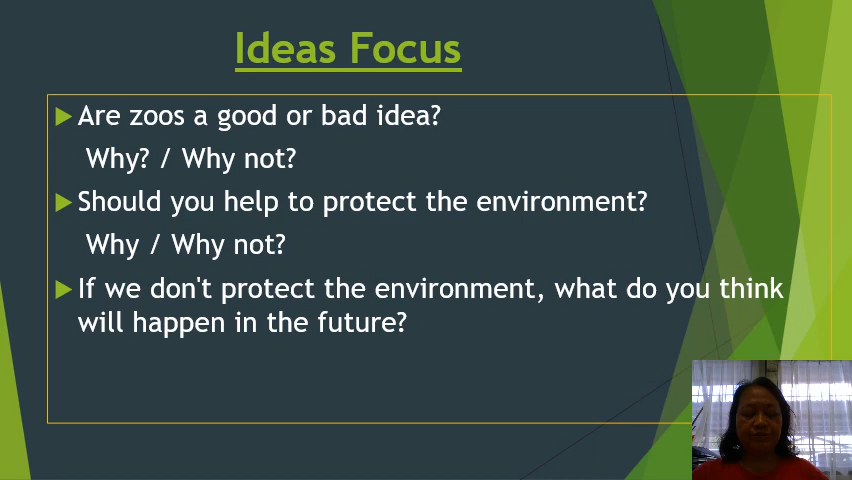 Ideas Focus
Are zoos a good or bad idea?
Why? / Why not?
Should you help to protect the environment?
Why / Why not?
If we don't protect the environment, what do you think
will happen in the future?